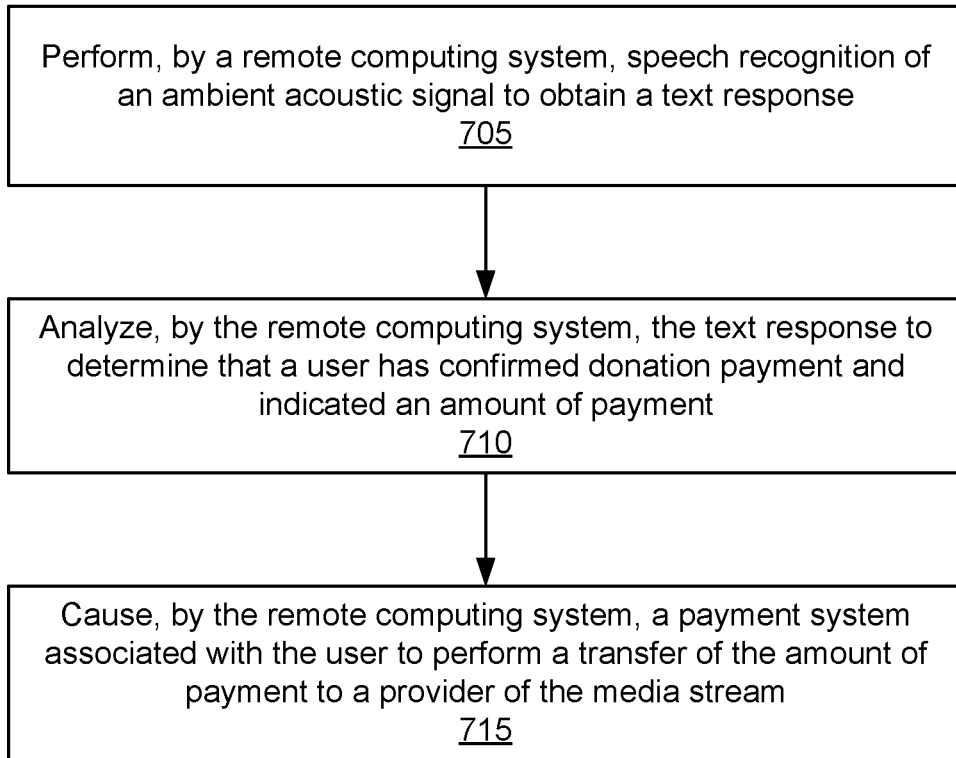 Perform, by a remote computing system, speech recognition of
an ambient acoustic signal to obtain a text response
705
Analyze, by the remote computing system, the text response to
determine that a user has confirmed donation payment and
indicated an amount of payment
710
Cause, by the remote computing system, a payment system
associated with the user to perform a transfer of the amount of
payment to a provider of the media stream
715